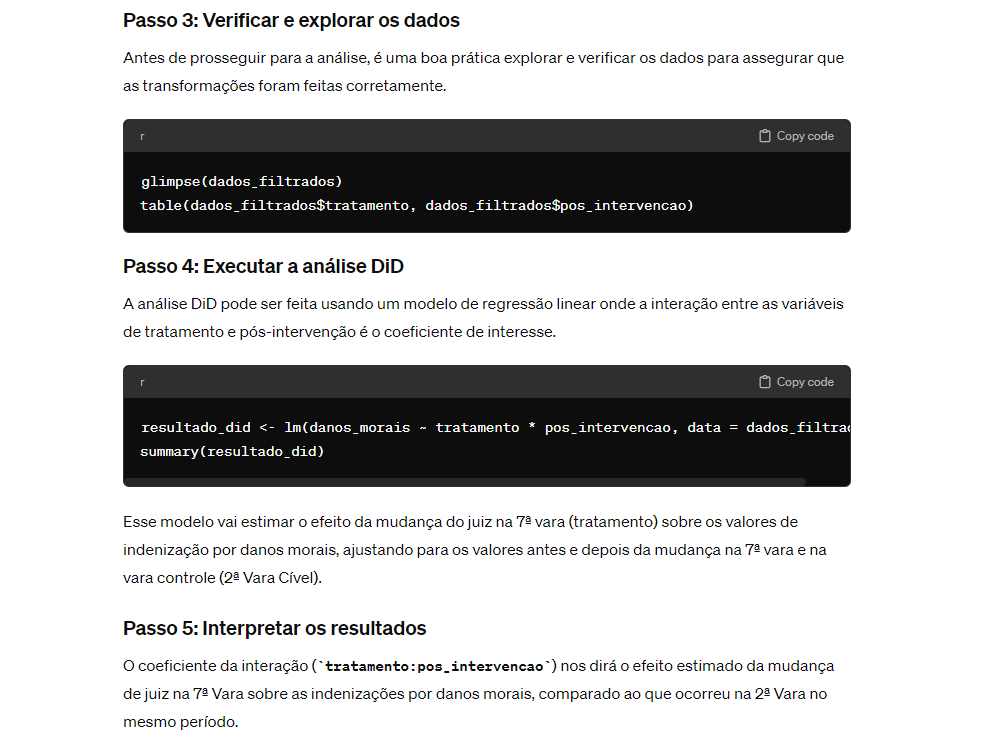 Passo 3: Verificar e explorar os dados
Antes de prosseguir para a análise, é uma boa prática explorar e verificar os dados para assegurar que
as transformações foram feitas corretamente.
r
Copy code
glimpse(dados_filtrados)
table(dados_filtrados$tratamento, dados_filtrados$pos_intervencao)
Passo 4: Executar a análise DiD
A análise DiD pode ser feita usando um modelo de regressão linear onde a interação entre as variáveis
de tratamento e pós-intervenção é o coeficiente de interesse.
r
Copy code
resultado_did <- lm(danos_morais ~ tratamento * pos_intervencao, data = dados_filtrad
summary(resultado_did)
Esse modelo vai estimar o efeito da mudança do juiz na 7ª vara (tratamento) sobre os valores de
indenização por danos morais, ajustando para os valores antes e depois da mudança na 7ª vara e na
vara controle (2ª Vara Cível).
Passo 5: Interpretar os resultados
O coeficiente da interação (`tratamento:pos_intervencao`) nos dirá o efeito estimado da mudança
de juiz na 7ª Vara sobre as indenizações por danos morais, comparado ao que ocorreu na 2ª Vara no
mesmo período.